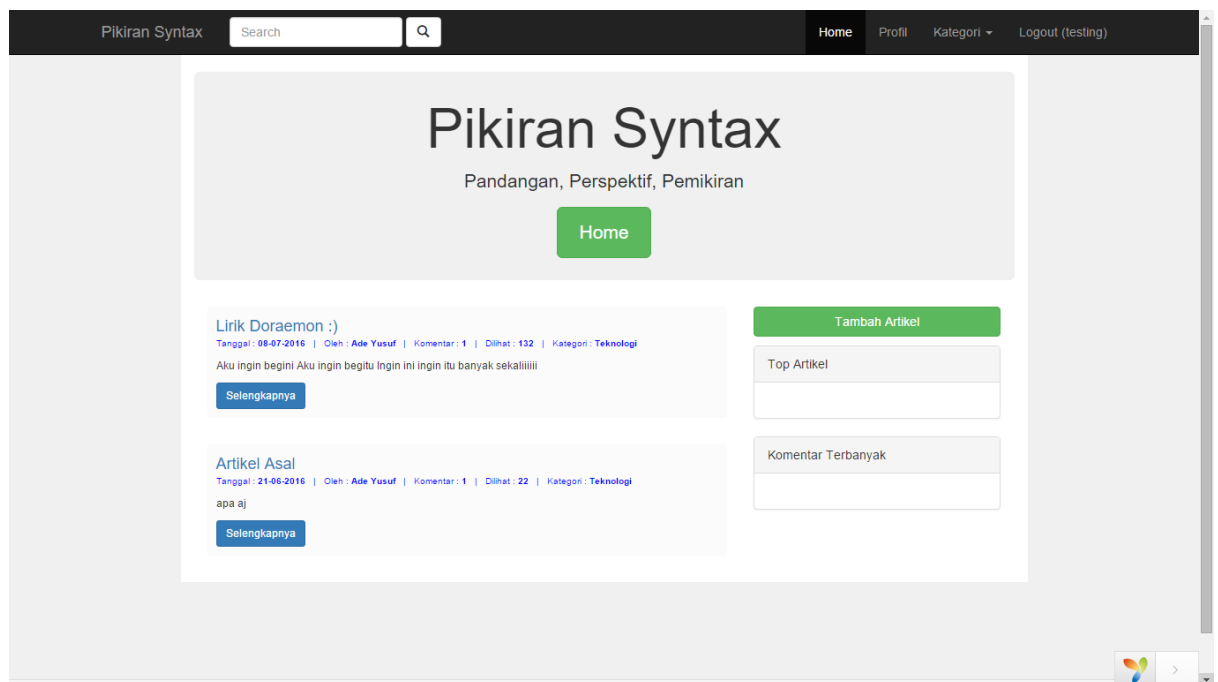 Pikiran Syntax Search Home Profil Kategori Logout (testing)
Pikiran Syntax
Pandangan, Perspektif, Pemikiran
Home
Lirik Doraemon :)
Tanggal : 08-07-2016 | Oleh : Ade Yusuf | Komentar : 1 | Dilihat : 132 | Kategori : Teknologi
Aku ingin begini Aku ingin begitu Ingin ini ingin itu banyak sekaliiiiii
Selengkapnya
Artikel Asal
Tanggal : 21-06-2016 | Oleh : Ade Yusuf | Komentar : 1 | Dilihat : 22 | Kategori : Teknologi
apa aj
Selengkapnya
Tambah Artikel
Top Artikel
Komentar Terbanyak